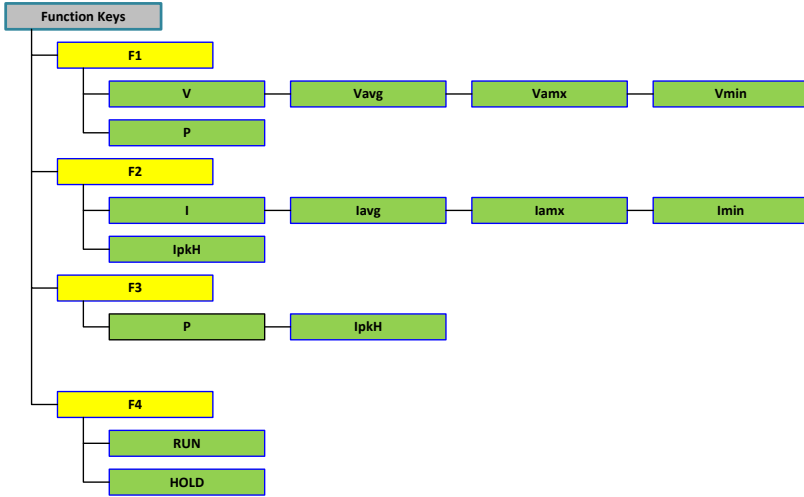 Function Keys
F1
V Vavg Vamx Vmin
P
F2
I Iavg Iamx Imin
IpkH
F3
P IpkH
F4
RUN
HOLD